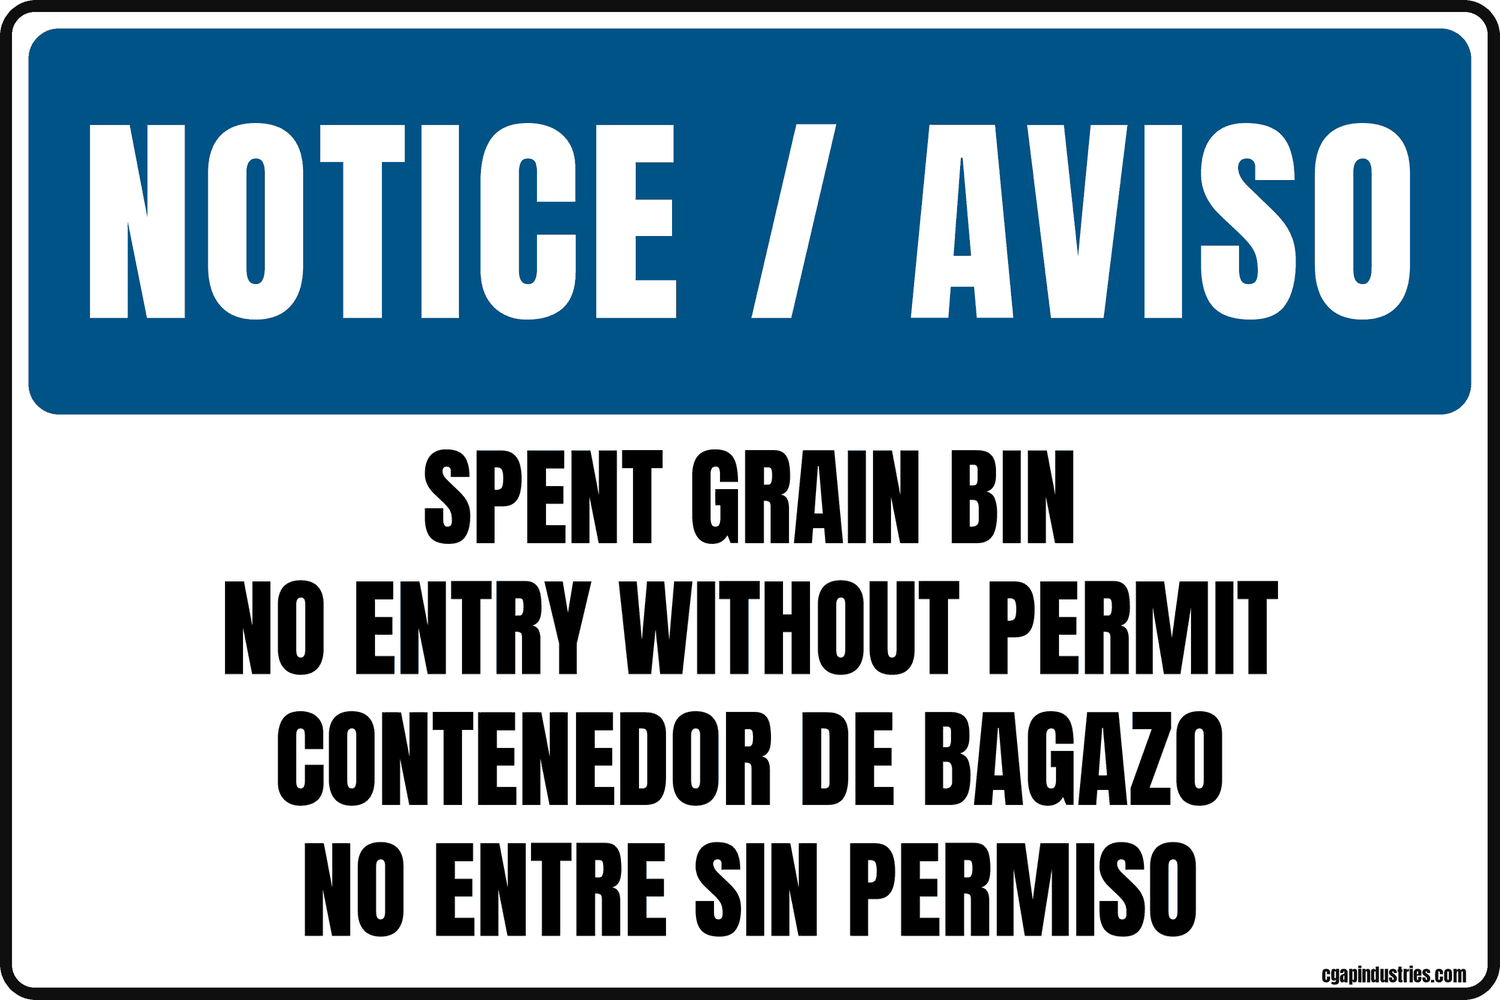 NOTICE / AVISO
SPENT GRAIN BIN
NO ENTRY WITHOUT PERMIT
CONTENEDOR DE BAGAZO
NO ENTRE SIN PERMISO
cgapindustries.com